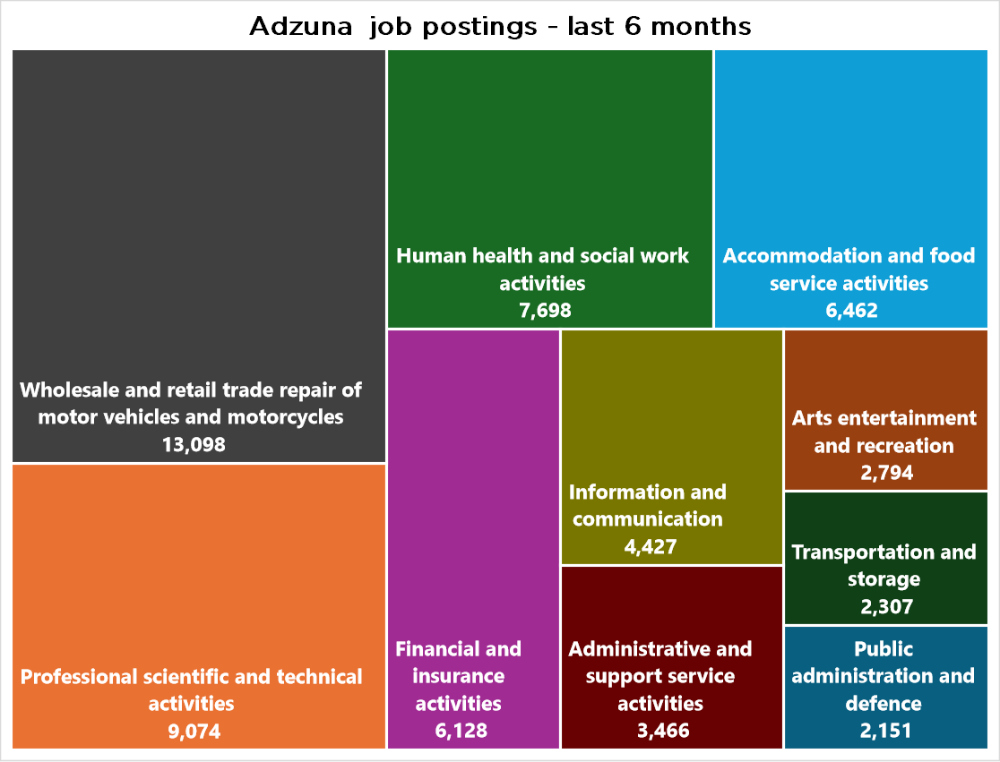 Adzuna  job postings - last 6 months
Wholesale and retail trade repair of
motor vehicles and motorcycles
13,098
Professional scientific and technical
activities
9,074
Human health and social work
activities
7,698
Accommodation and food
service activities
6,462
Financial and
insurance
activities
6,128
Information and
communication
4,427
Administrative and
support service
activities
3,466
Arts entertainment
and recreation
2,794
Transportation and
storage
2,307
Public
administration and
defence
2,151